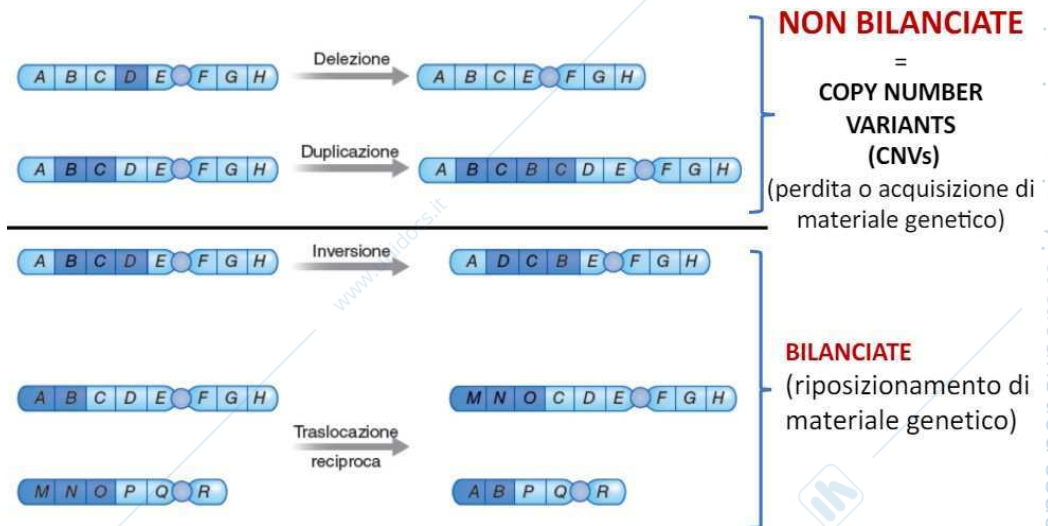 NON BILANCIATE
=
COPY NUMBER
VARIANTS
(CNVs)
(perdita o acquisizione di
materiale genetico)
Delezione
A B C D E F G H
A B C E F G H
Duplicazione
A B C D E F G H
A B C B C D E F G H
Inversione
A B C D E F G H
A D C B E F G H
BILANCIATE
(riposizionamento di
materiale genetico)
A B C D E F G H
M N O C D E F G H
Traslocazione
reciproca
M N O P Q R
A B P Q R